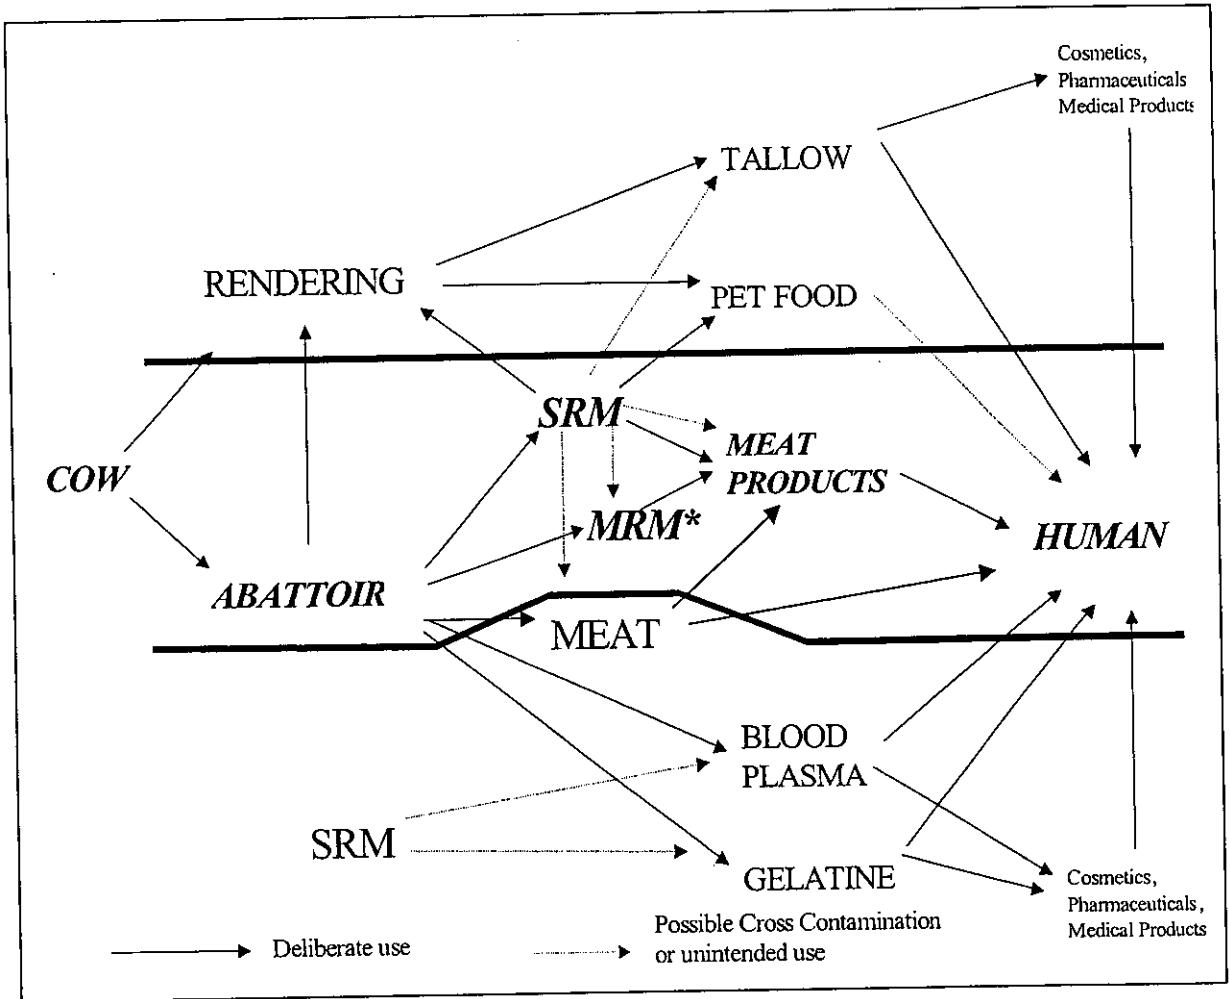 Cosmetics,
Pharmaceuticals
Medical Products
TALLOW
RENDERING
PET FOOD
SRM
MEAT
PRODUCTS
COW
MRM*
HUMAN
ABATTOIR
MEAT
BLOOD
PLASMA
SRM
GELATINE
Cosmetics,
Pharmaceuticals,
Medical Products
Deliberate use
Possible Cross Contamination
or unintended use